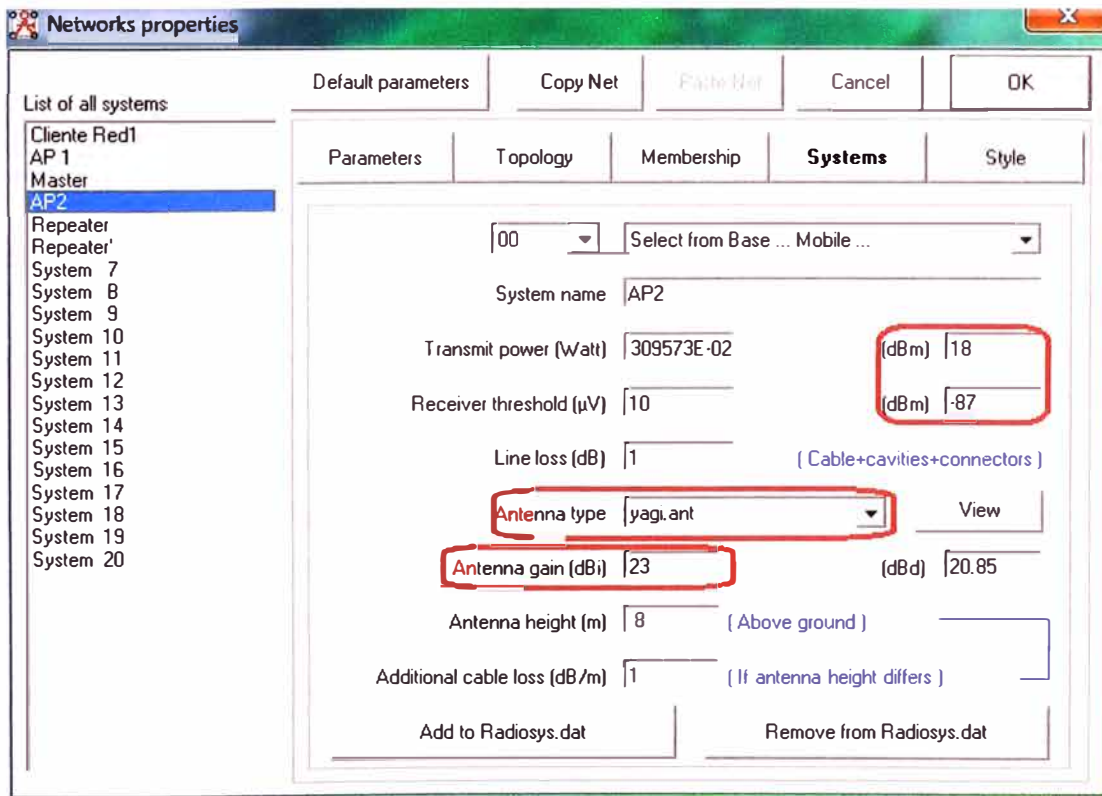 Networks properties
X
Default parameters Copy Net Paste Net Cancel OK
List of all systems
Cliente Red1
AP 1
Master
AP2
Repeater
Repeater'
System 7
System 8
System 9
System 10
System 11
System 12
System 13
System 14
System 15
System 16
System 17
System 18
System 19
System 20
Parameters Topology Membership Systems Style
00 Select from Base ... Mobile ...
System name AP2
Transmit power (Watt) 309573E-02 (dBm) 18
Receiver threshold (µV) 10 (dBm) -87
Line loss (dB) 1 ( Cable+cavities+connectors )
Antenna type yagi.ant View
Antenna gain (dBi) 23 (dBd) 20.85
Antenna height (m) 8 ( Above ground )
Additional cable loss (dB/m) 1 ( If antenna height differs )
Add to Radiosys.dat Remove from Radiosys.dat